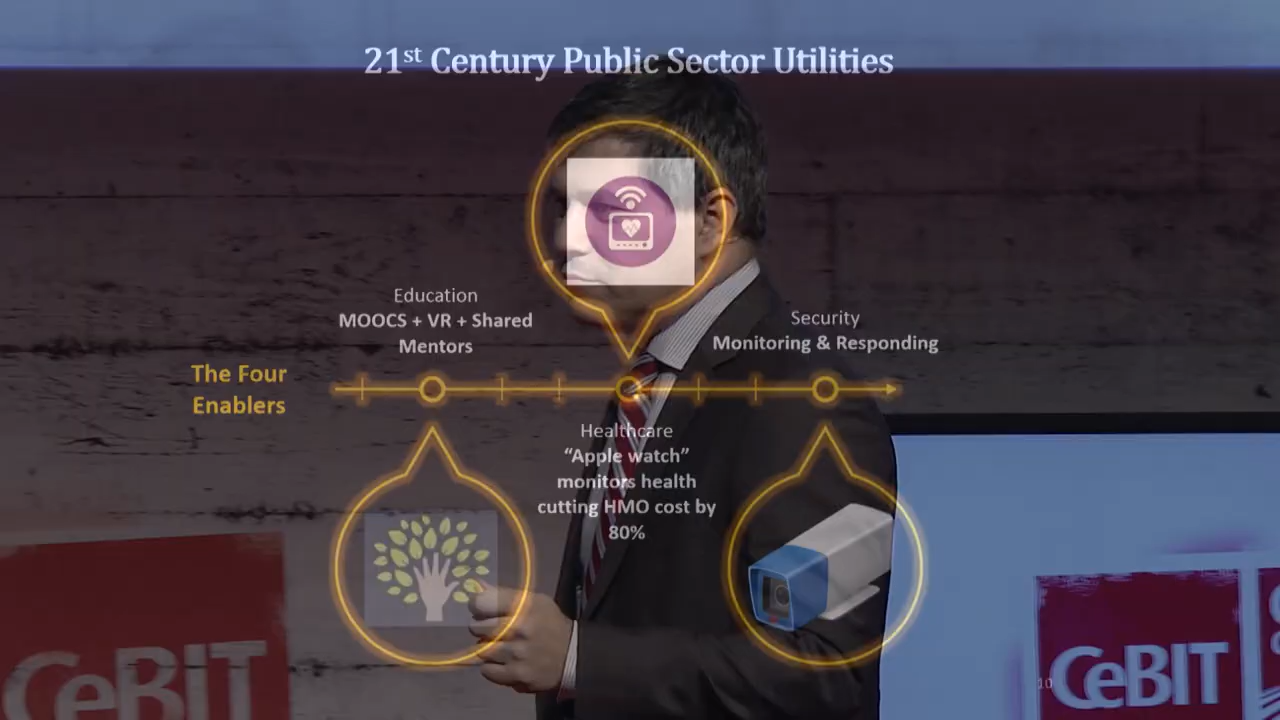 21st Century Public Sector Utilities
Education
MOOCS + VR + Shared
Mentors
Security
Monitoring & Responding
The Four
Enablers
Healthcare
“Apple watch”
monitors health
cutting HMO cost by
80%
CeBIT
CeBIT
10